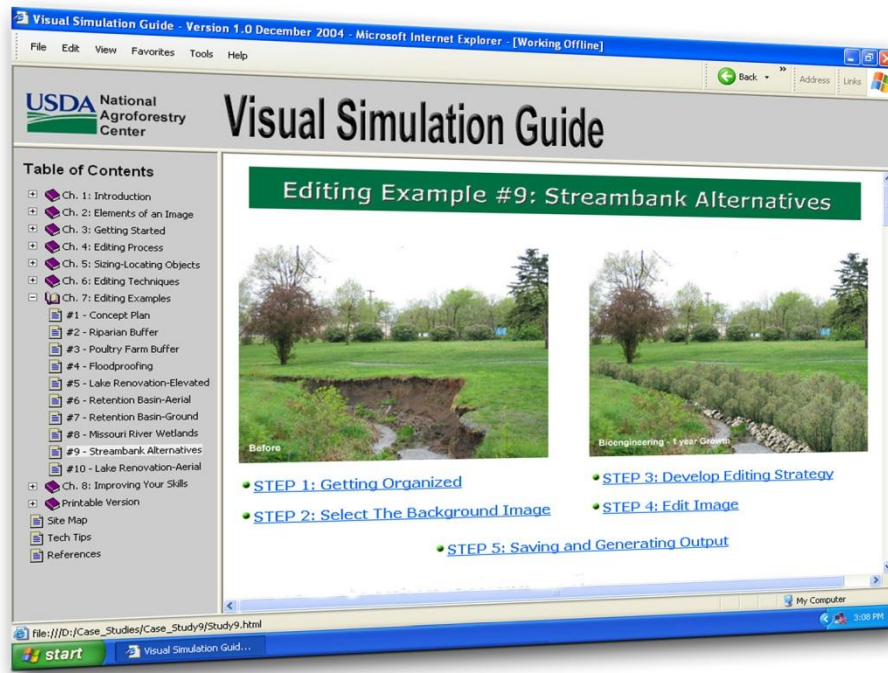 Visual Simulation Guide - Version 1.0 December 2004 - Microsoft Internet Explorer - [Working Offline]
File Edit View Favorites Tools Help
Back Address Links
USDA National
Agroforestry
Center
Visual Simulation Guide
Table of Contents
Ch. 1: Introduction
Ch. 2: Elements of an Image
Ch. 3: Getting Started
Ch. 4: Editing Process
Ch. 5: Sizing-Locating Objects
Ch. 6: Editing Techniques
Ch. 7: Editing Examples
#1 - Concept Plan
#2 - Riparian Buffer
#3 - Poultry Farm Buffer
#4 - Floodproofing
#5 - Lake Renovation-Elevated
#6 - Retention Basin-Aerial
#7 - Retention Basin-Ground
#8 - Missouri River Wetlands
#9 - Streambank Alternatives
#10 - Lake Renovation-Aerial
Ch. 8: Improving Your Skills
Printable Version
Site Map
Tech Tips
References
Editing Example #9: Streambank Alternatives
Before
Bioengineering - 1 year Growth
STEP 1: Getting Organized
STEP 2: Select The Background Image
STEP 3: Develop Editing Strategy
STEP 4: Edit Image
STEP 5: Saving and Generating Output
My Computer
file:///D:/Case_Studies/Case_Study9/Study9.html
start
Visual Simulation Guid...
3:08 PM